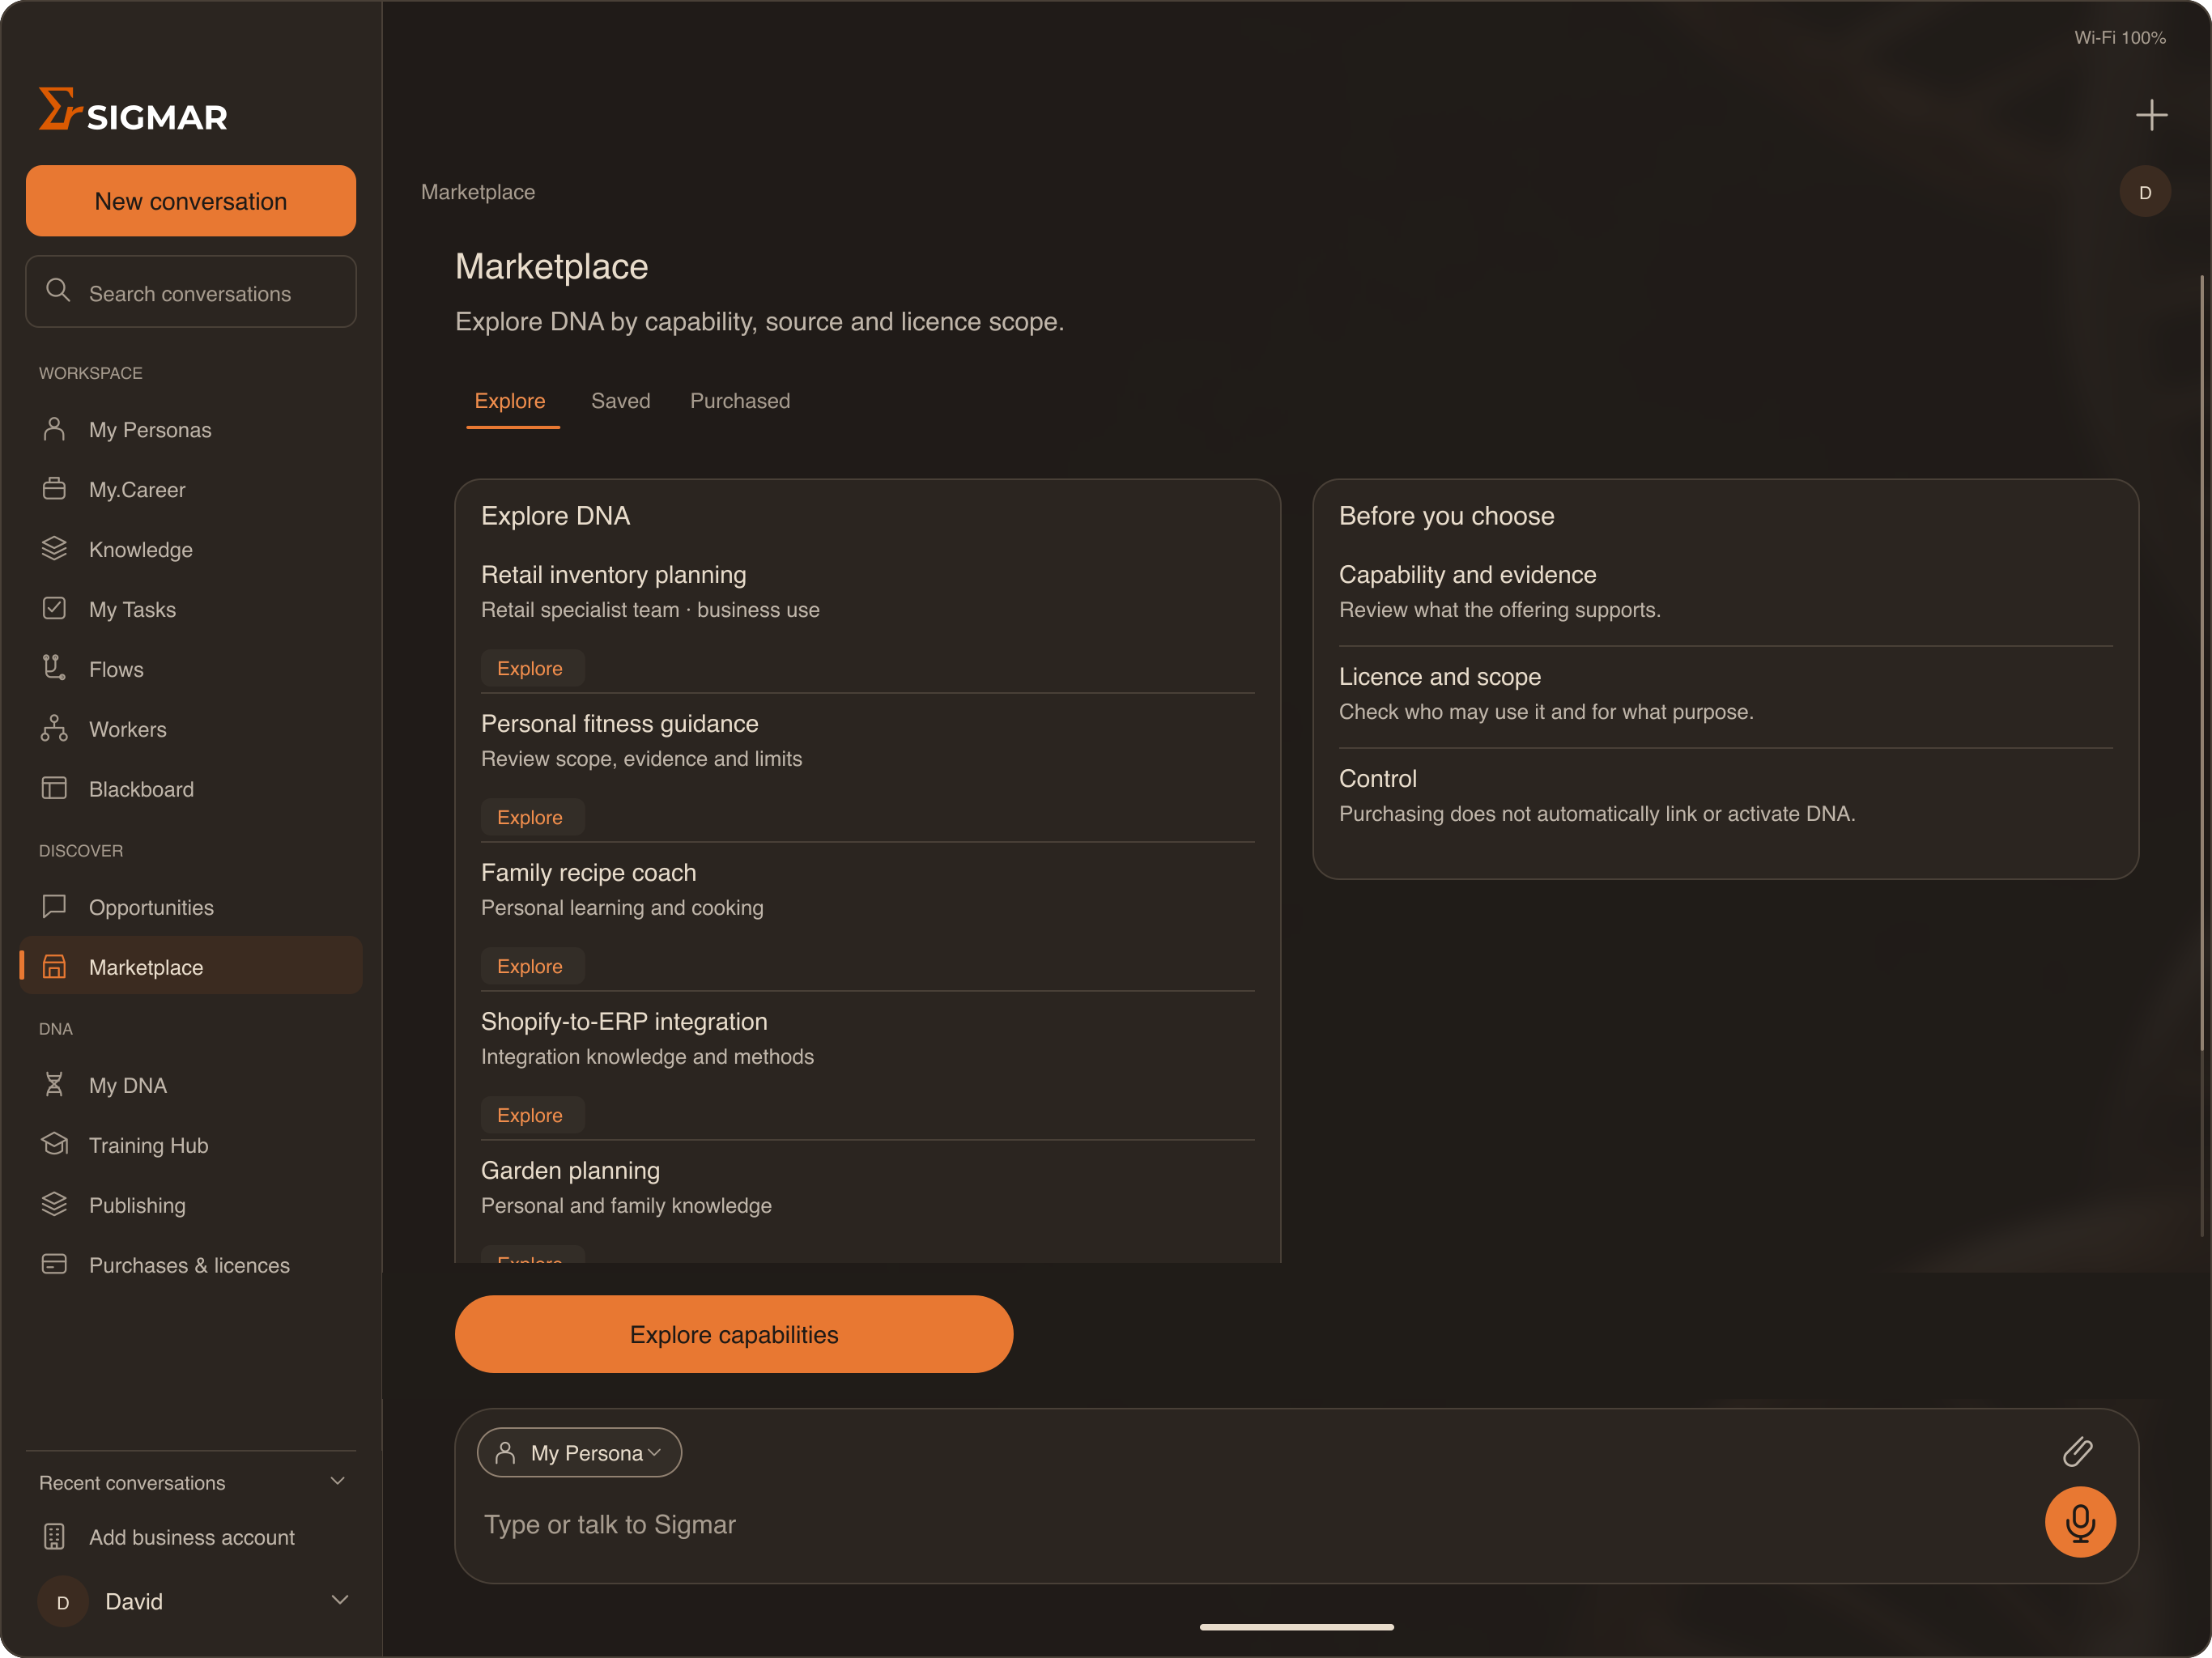 Wi-Fi 100%
Σr SIGMAR
New conversation
Search conversations
WORKSPACE
My Personas
My.Career
Knowledge
My Tasks
Flows
Workers
Blackboard
DISCOVER
Opportunities
Marketplace
DNA
My DNA
Training Hub
Publishing
Purchases & licences
Recent conversations
Add business account
D
David
Marketplace
D
Marketplace
Explore DNA by capability, source and licence scope.
Explore
Saved
Purchased
Explore DNA
Retail inventory planning
Retail specialist team · business use
Explore
Personal fitness guidance
Review scope, evidence and limits
Explore
Family recipe coach
Personal learning and cooking
Explore
Shopify-to-ERP integration
Integration knowledge and methods
Explore
Garden planning
Personal and family knowledge
Explore
Before you choose
Capability and evidence
Review what the offering supports.
Licence and scope
Check who may use it and for what purpose.
Control
Purchasing does not automatically link or activate DNA.
Explore capabilities
My Persona
Type or talk to Sigmar